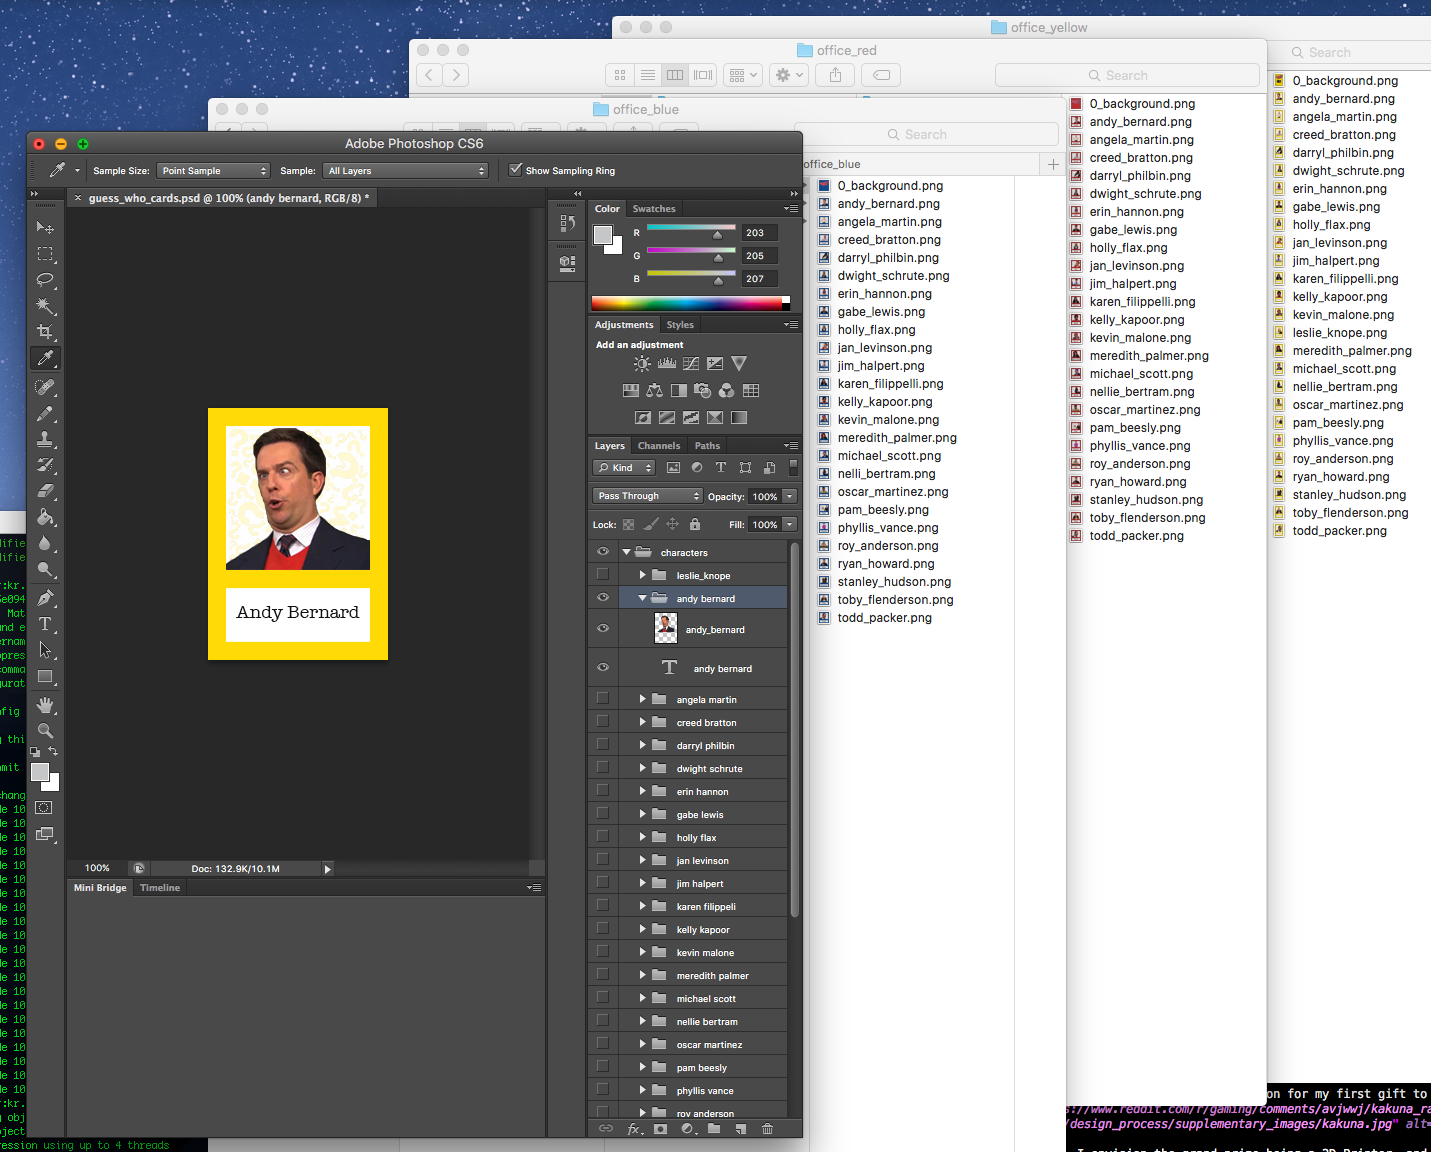 office_yellow
Search
office_red
Search
office_blue
Search
office_blue
Adobe Photoshop CS6
Sample Size: Point Sample Sample: All Layers Show Sampling Ring
guess_who_cards.psd @ 100% (andy bernard, RGB/8) *
Andy Bernard
100% Doc: 132.9K/10.1M
Mini Bridge Timeline
Color Swatches
R 203
G 205
B 207
Adjustments Styles
Add an adjustment
Layers Channels Paths
Kind
Pass Through Opacity: 100%
Lock: Fill: 100%
characters
leslie_knope
andy bernard
andy_bernard
andy bernard
angela martin
creed bratton
darryl philbin
dwight schrute
erin hannon
gabe lewis
holly flax
jan levinson
jim halpert
karen filippeli
kelly kapoor
kevin malone
meredith palmer
michael scott
nellie bertram
oscar martinez
pam beesly
phyllis vance
roy anderson
0_background.png
andy_bernard.png
angela_martin.png
creed_bratton.png
darryl_philbin.png
dwight_schrute.png
erin_hannon.png
gabe_lewis.png
holly_flax.png
jan_levinson.png
jim_halpert.png
karen_filippelli.png
kelly_kapoor.png
kevin_malone.png
meredith_palmer.png
michael_scott.png
nelli_bertram.png
oscar_martinez.png
pam_beesly.png
phyllis_vance.png
roy_anderson.png
ryan_howard.png
stanley_hudson.png
toby_flenderson.png
todd_packer.png
0_background.png
andy_bernard.png
angela_martin.png
creed_bratton.png
darryl_philbin.png
dwight_schrute.png
erin_hannon.png
gabe_lewis.png
holly_flax.png
jan_levinson.png
jim_halpert.png
karen_filippelli.png
kelly_kapoor.png
kevin_malone.png
meredith_palmer.png
michael_scott.png
nellie_bertram.png
oscar_martinez.png
pam_beesly.png
phyllis_vance.png
roy_anderson.png
ryan_howard.png
stanley_hudson.png
toby_flenderson.png
todd_packer.png
0_background.png
andy_bernard.png
angela_martin.png
creed_bratton.png
darryl_philbin.png
dwight_schrute.png
erin_hannon.png
gabe_lewis.png
holly_flax.png
jan_levinson.png
jim_halpert.png
karen_filippelli.png
kelly_kapoor.png
kevin_malone.png
leslie_knope.png
meredith_palmer.png
michael_scott.png
nellie_bertram.png
oscar_martinez.png
pam_beesly.png
phyllis_vance.png
roy_anderson.png
ryan_howard.png
stanley_hudson.png
toby_flenderson.png
todd_packer.png
on for my first gift to
s://www.reddit.com/r/gaming/comments/avjwwj/kakuna_ra
/design_process/supplementary_images/kakuna.jpg" alt=
ression using up to 4 threads